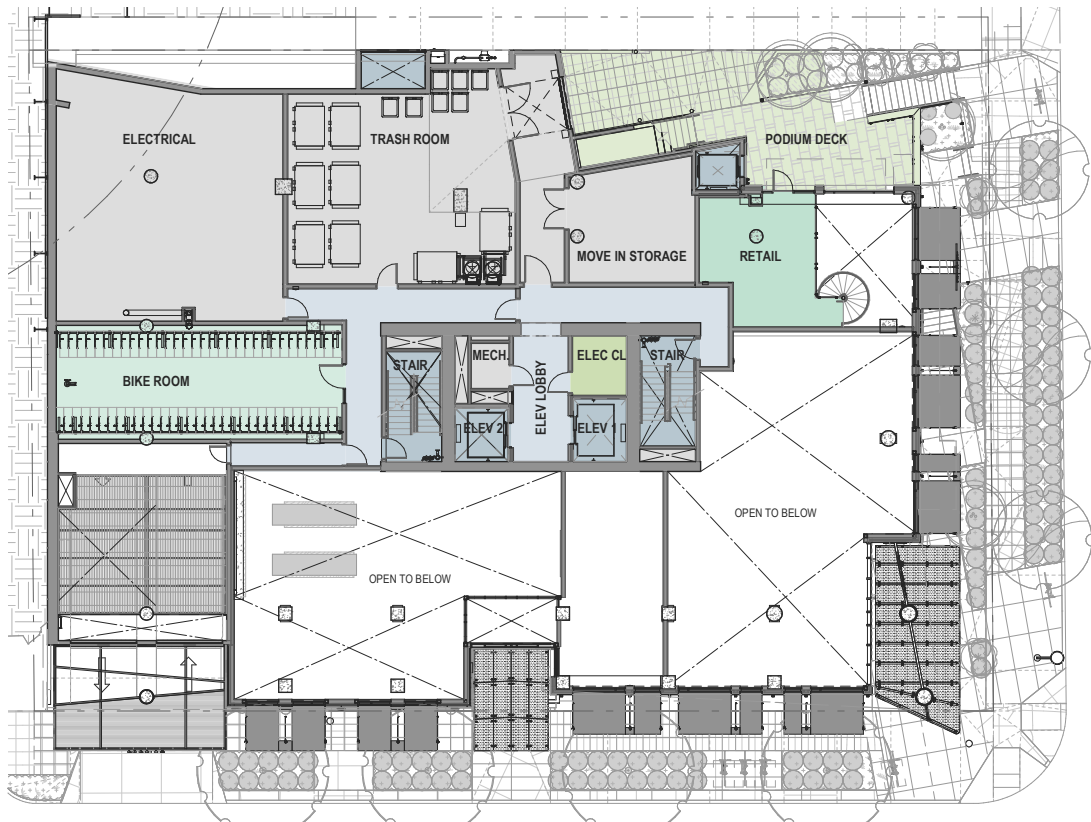 ELECTRICAL
TRASH ROOM
PODIUM DECK
MOVE IN STORAGE
RETAIL
MECH.
ELEC CL
STAIR
STAIR
BIKE ROOM
ELEV LOBBY
ELEV 2
ELEV 1
OPEN TO BELOW
OPEN TO BELOW